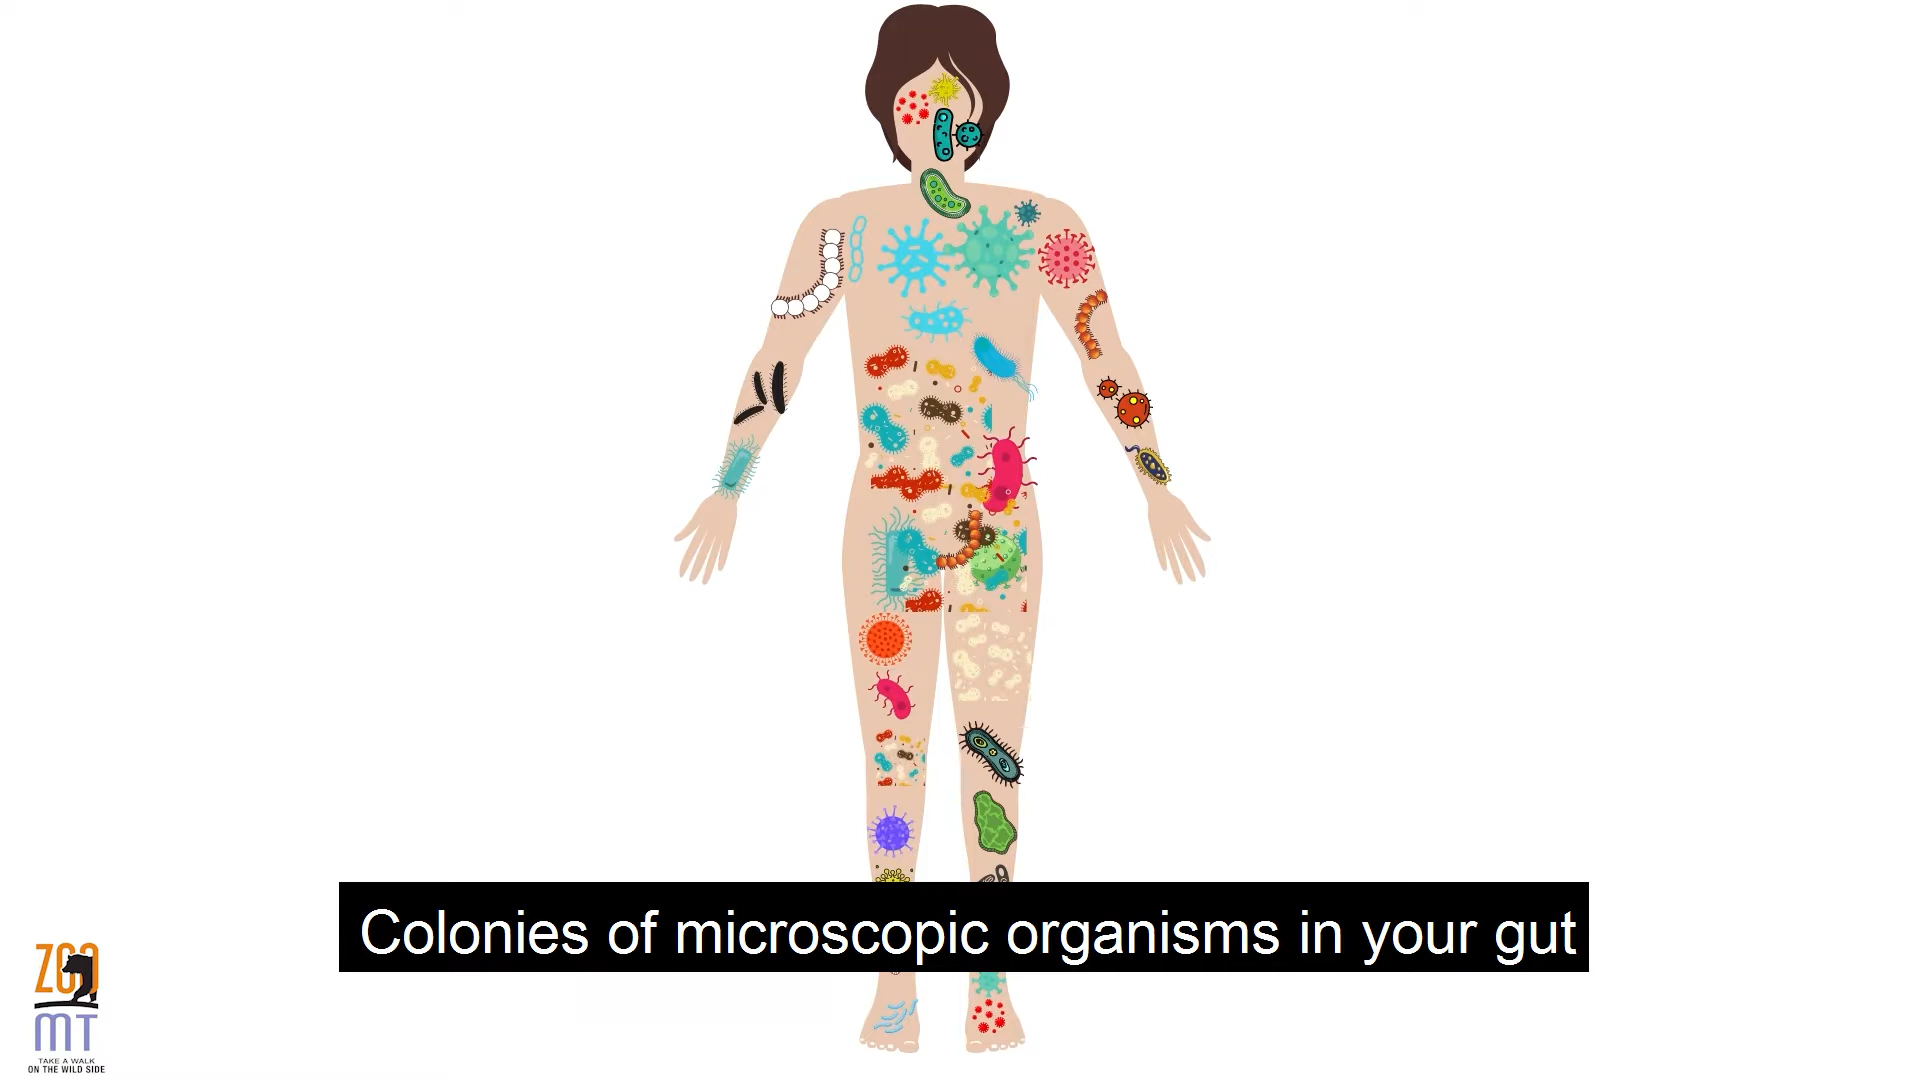 Colonies of microscopic organisms in your gut
ZOO
MT
TAKE A WALK
ON THE WILD SIDE